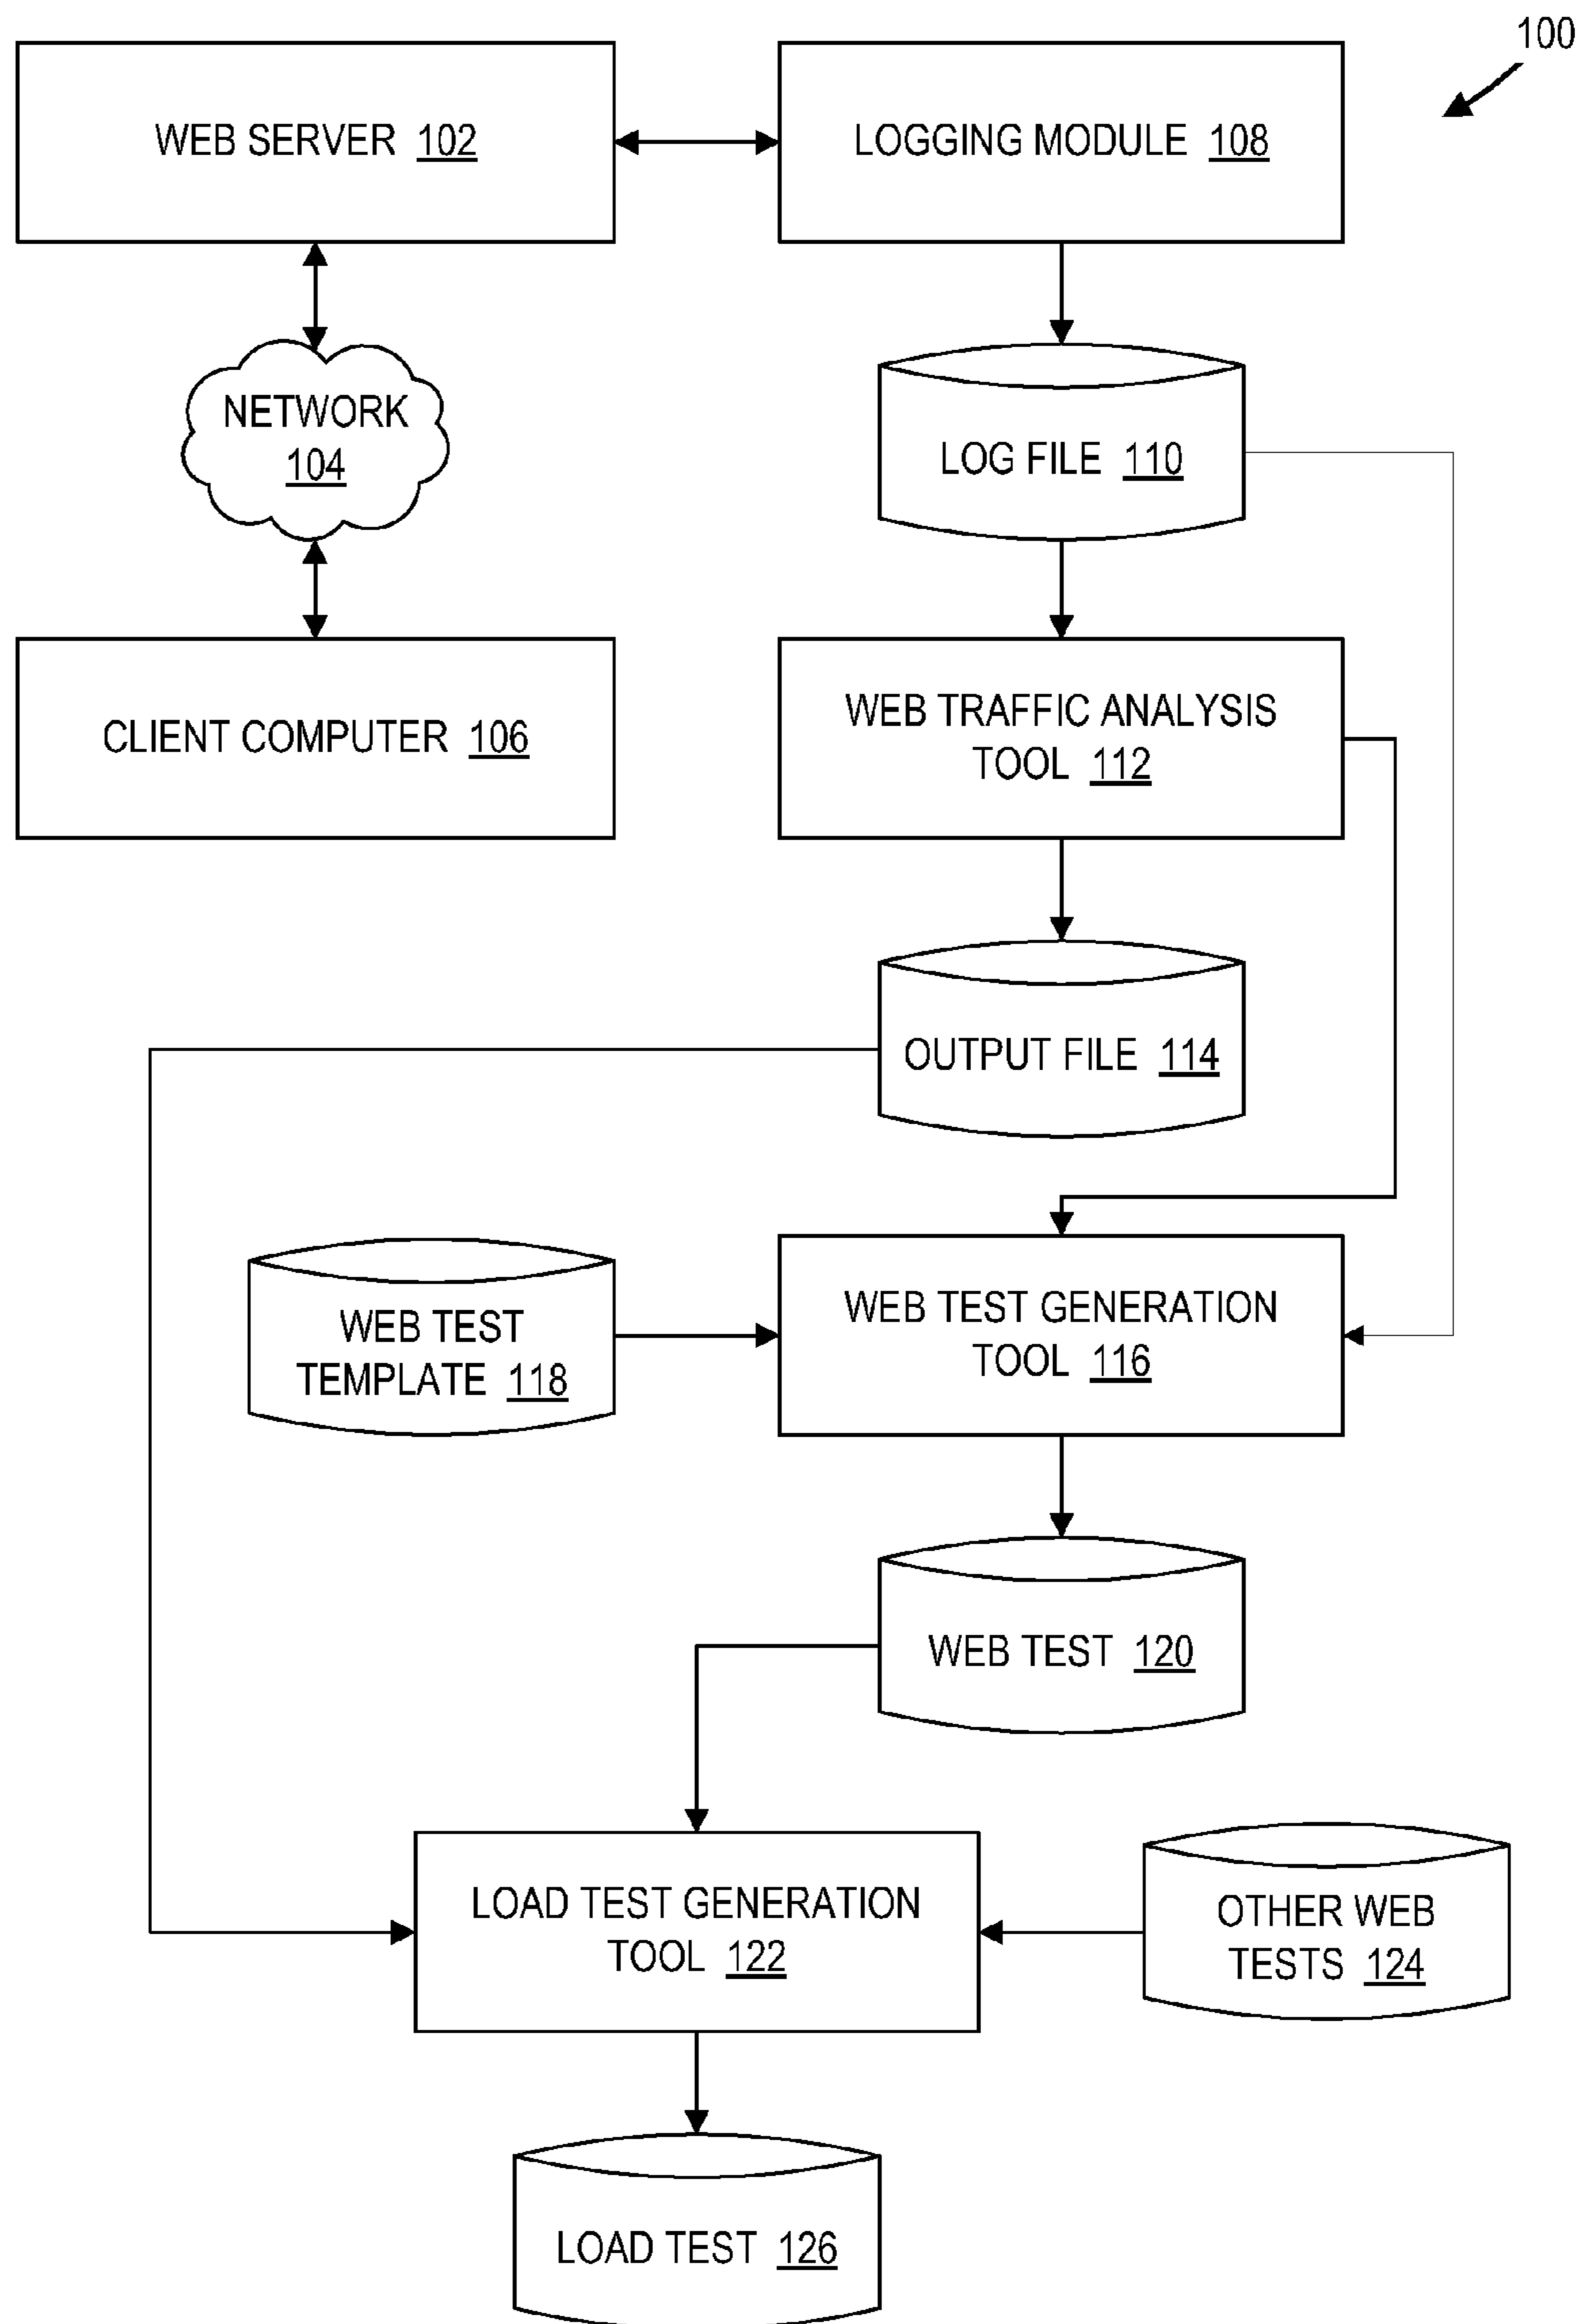 100
WEB SERVER 102
LOGGING MODULE 108
NETWORK
104
LOG FILE 110
CLIENT COMPUTER 106
WEB TRAFFIC ANALYSIS
TOOL 112
OUTPUT FILE 114
WEB TEST
TEMPLATE 118
WEB TEST GENERATION
TOOL 116
WEB TEST 120
LOAD TEST GENERATION
TOOL 122
OTHER WEB
TESTS 124
LOAD TEST 126